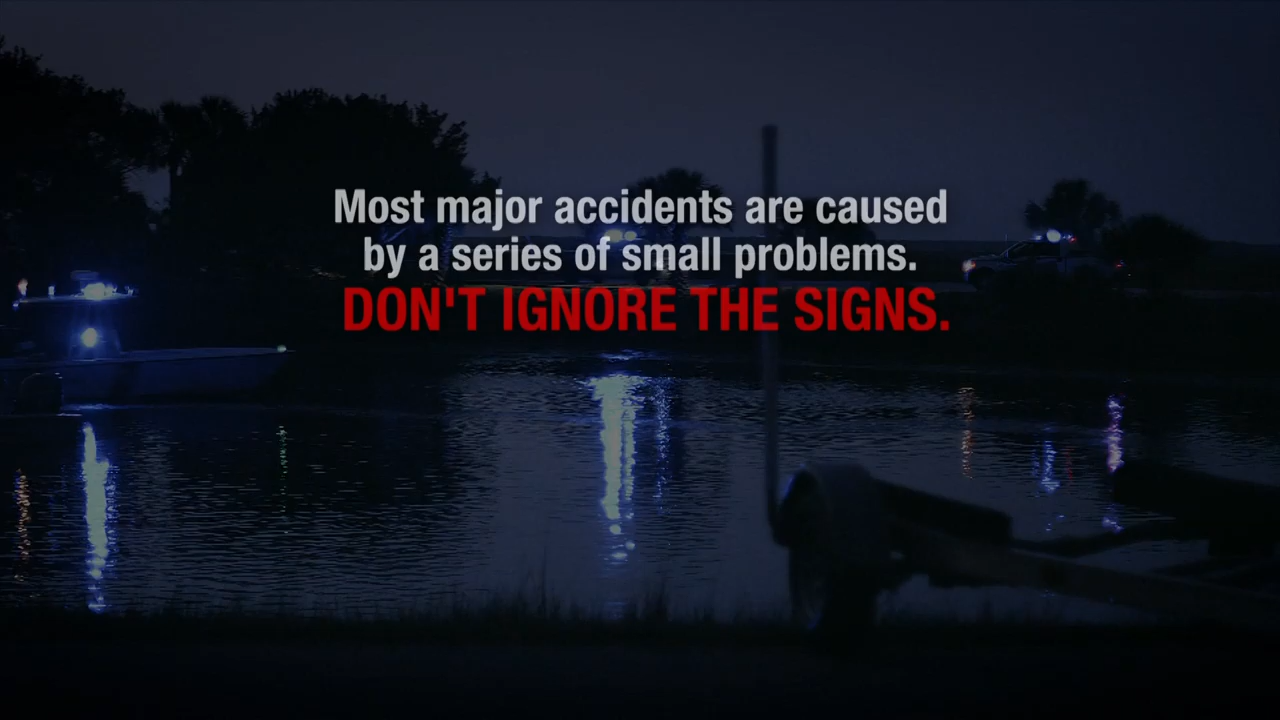 Most major accidents are caused
by a series of small problems.
DON'T IGNORE THE SIGNS.